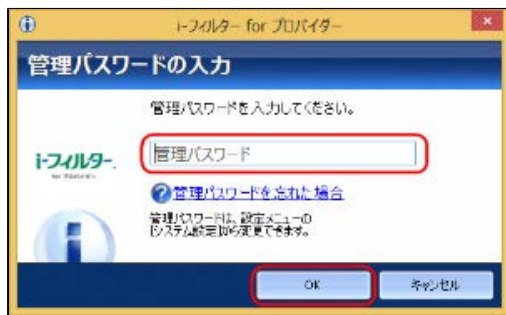 i-フィルター for プロバイダー
管理パスワードの入力
管理パスワードを入力してください。
管理パスワード
i-フィルター.
管理パスワードを忘れた場合
管理パスワードは、設定メニューの
[システム設定]から変更できます。
OK
キャンセル